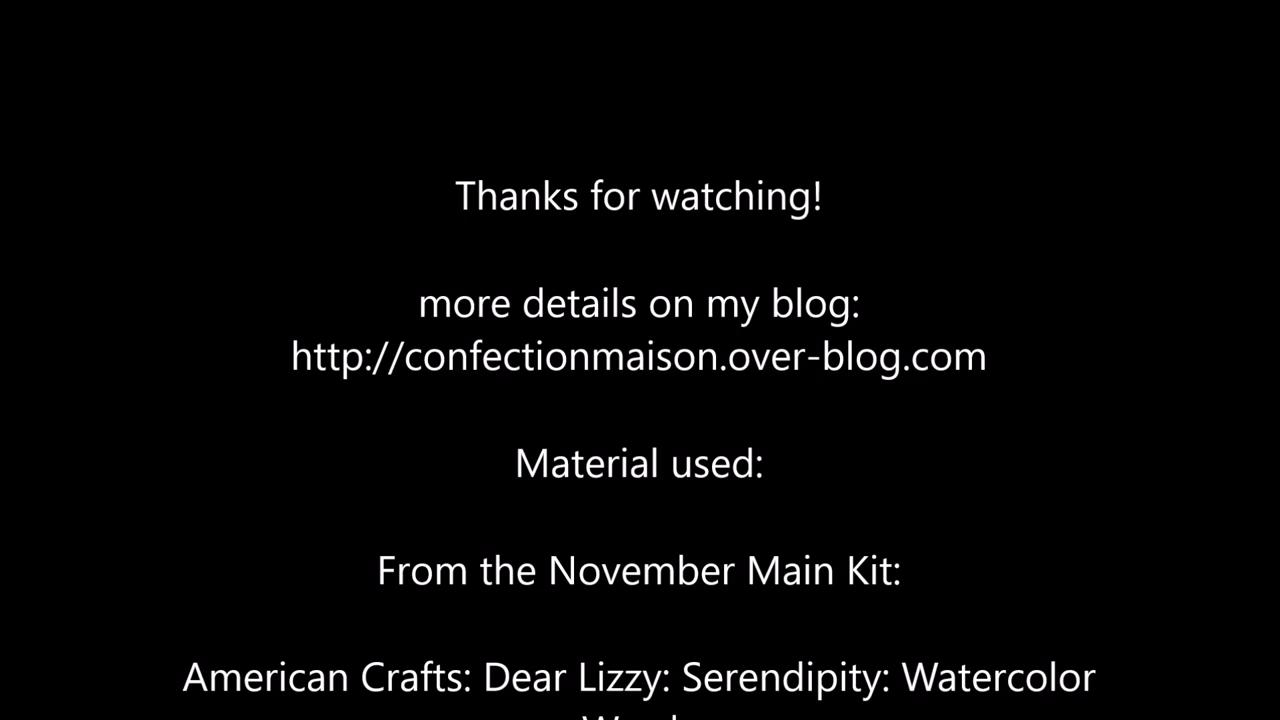 Thanks for watching!
more details on my blog:
http://confectionmaison.over-blog.com
Material used:
From the November Main Kit:
American Crafts: Dear Lizzy: Serendipity: Watercolor